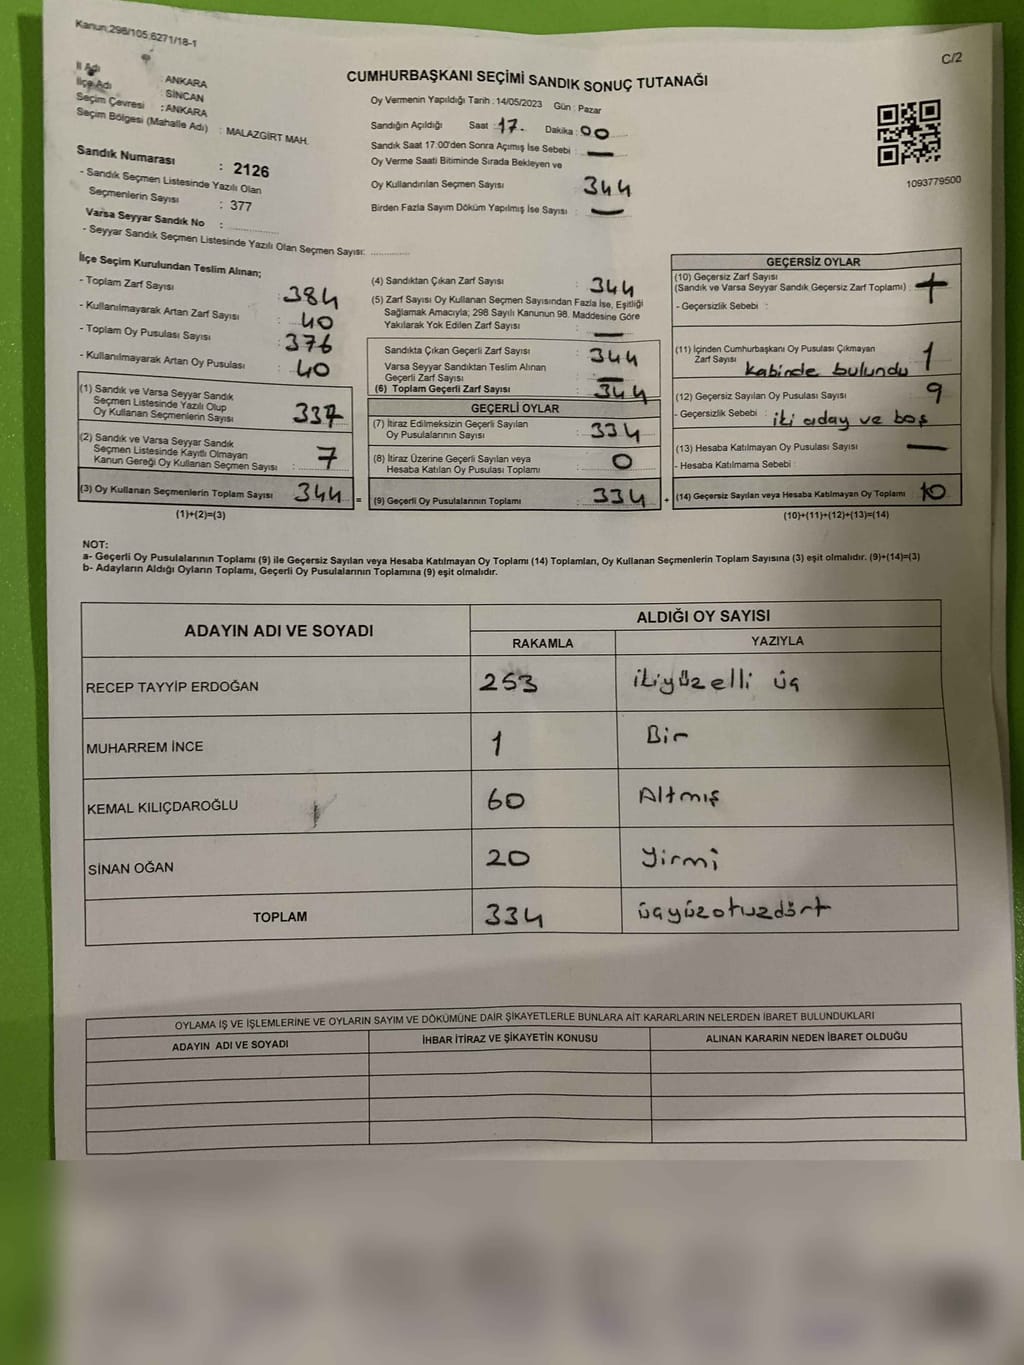 Kanun:298/105:6271/18-1
C/2
İl Adı : ANKARA
İlçe Adı : SİNCAN
Seçim Çevresi : ANKARA
Seçim Bölgesi (Mahalle Adı) : MALAZGİRT MAH.
Sandık Numarası : 2126
- Sandık Seçmen Listesinde Yazılı Olan
Seçmenlerin Sayısı : 377
Varsa Seyyar Sandık No : ...............
- Seyyar Sandık Seçmen Listesinde Yazılı Olan Seçmen Sayısı: ............
CUMHURBAŞKANI SEÇİMİ SANDIK SONUÇ TUTANAĞI
Oy Vermenin Yapıldığı Tarih : 14/05/2023 Gün : Pazar
Sandığın Açıldığı Saat : 17. Dakika : 00
Sandık Saat 17:00'den Sonra Açımış İse Sebebi : —
Oy Verme Saati Bitiminde Sırada Bekleyen ve
Oy Kullandırılan Seçmen Sayısı : 344
Birden Fazla Sayım Döküm Yapılmış İse Sayısı : —
1093779500
İlçe Seçim Kurulundan Teslim Alınan;
- Toplam Zarf Sayısı : 384
- Kullanılmayarak Artan Zarf Sayısı : 40
- Toplam Oy Pusulası Sayısı : 376
- Kullanılmayarak Artan Oy Pusulası : 40
(1) Sandık ve Varsa Seyyar Sandık
Seçmen Listesinde Yazılı Olup
Oy Kullanan Seçmenlerin Sayısı : 337
(2) Sandık ve Varsa Seyyar Sandık
Seçmen Listesinde Kayıtlı Olmayan
Kanun Gereği Oy Kullanan Seçmen Sayısı : 7
(3) Oy Kullanan Seçmenlerin Toplam Sayısı 344 =
(1)+(2)=(3)
(4) Sandıktan Çıkan Zarf Sayısı : 344
(5) Zarf Sayısı Oy Kullanan Seçmen Sayısından Fazla İse, Eşitliği
Sağlamak Amacıyla; 298 Sayılı Kanunun 98. Maddesine Göre
Yakılarak Yok Edilen Zarf Sayısı : —
Sandıkta Çıkan Geçerli Zarf Sayısı : 344
Varsa Seyyar Sandıktan Teslim Alınan
Geçerli Zarf Sayısı : —
(6) Toplam Geçerli Zarf Sayısı : 344
GEÇERLİ OYLAR
(7) İtiraz Edilmeksizin Geçerli Sayılan
Oy Pusulalarının Sayısı : 334
(8) İtiraz Üzerine Geçerli Sayılan veya
Hesaba Katılan Oy Pusulası Toplamı : 0
(9) Geçerli Oy Pusulalarının Toplamı : 334 +
GEÇERSİZ OYLAR
(10) Geçersiz Zarf Sayısı
(Sandık ve Varsa Seyyar Sandık Geçersiz Zarf Toplamı) :
- Geçersizlik Sebebi :
(11) İçinden Cumhurbaşkanı Oy Pusulası Çıkmayan
Zarf Sayısı : 1
kabinde bulundu
(12) Geçersiz Sayılan Oy Pusulası Sayısı : 9
- Geçersizlik Sebebi : iki aday ve boş
(13) Hesaba Katılmayan Oy Pusulası Sayısı : —
- Hesaba Katılmama Sebebi :
(14) Geçersiz Sayılan veya Hesaba Katılmayan Oy Toplamı : 10
(10)+(11)+(12)+(13)=(14)
NOT:
a- Geçerli Oy Pusulalarının Toplamı (9) ile Geçersiz Sayılan veya Hesaba Katılmayan Oy Toplamı (14) Toplamları, Oy Kullanan Seçmenlerin Toplam Sayısına (3) eşit olmalıdır. (9)+(14)=(3)
b- Adayların Aldığı Oyların Toplamı, Geçerli Oy Pusulalarının Toplamına (9) eşit olmalıdır.
ADAYIN ADI VE SOYADI ALDIĞI OY SAYISI
RAKAMLA YAZIYLA
RECEP TAYYİP ERDOĞAN 253 ikiyüzelli üç
MUHARREM İNCE 1 Bir
KEMAL KILIÇDAROĞLU 60 Altmış
SİNAN OĞAN 20 Yirmi
TOPLAM 334 üçyüzotuzdört
OYLAMA İŞ VE İŞLEMLERİNE VE OYLARIN SAYIM VE DÖKÜMÜNE DAİR ŞİKAYETLERLE BUNLARA AİT KARARLARIN NELERDEN İBARET BULUNDUKLARI
ADAYIN ADI VE SOYADI İHBAR İTİRAZ VE ŞİKAYETİN KONUSU ALINAN KARARIN NEDEN İBARET OLDUĞU